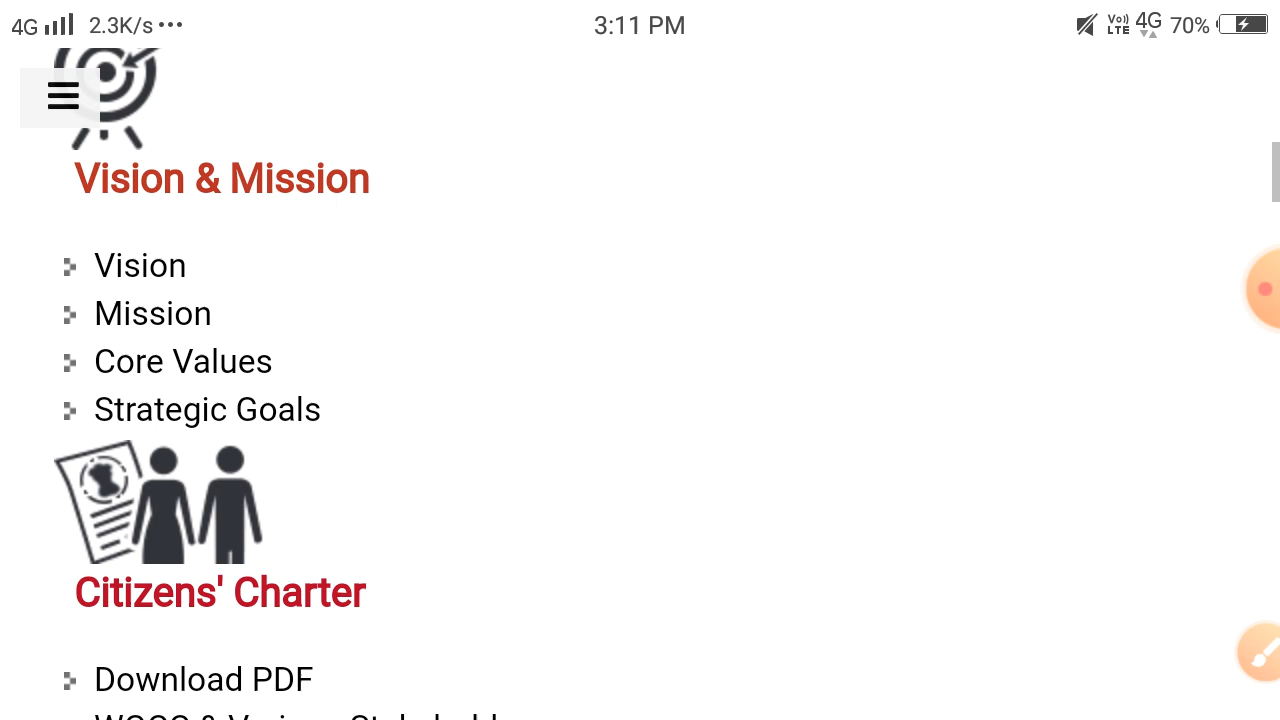 4G 2.3K/s ... 3:11 PM Vo)) LTE 4G 70%
Vision & Mission
Vision
Mission
Core Values
Strategic Goals
Citizens' Charter
Download PDF